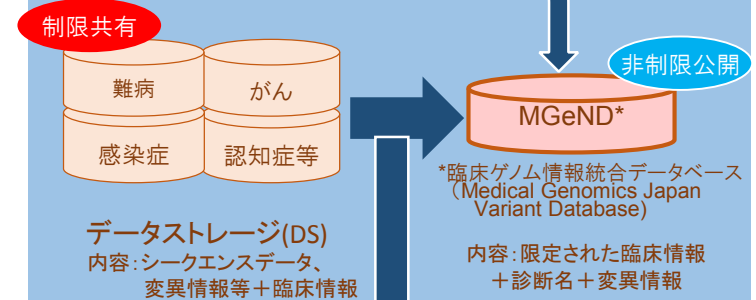 制限共有
難病
がん
感染症
認知症等
データストレージ(DS)
内容：シークエンスデータ、
変異情報等＋臨床情報
非制限公開
MGeND*
*臨床ゲノム情報統合データベース
（Medical Genomics Japan
Variant Database)
内容：限定された臨床情報
＋診断名＋変異情報